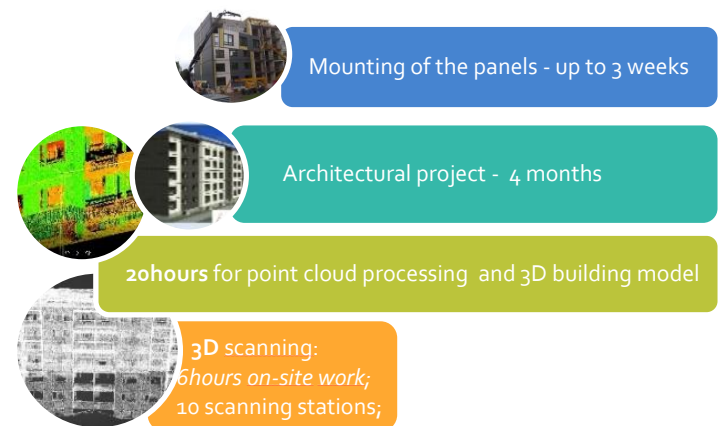 Mounting of the panels - up to 3 weeks
Architectural project - 4 months
20hours for point cloud processing and 3D building model
3D scanning:
6hours on-site work;
10 scanning stations;